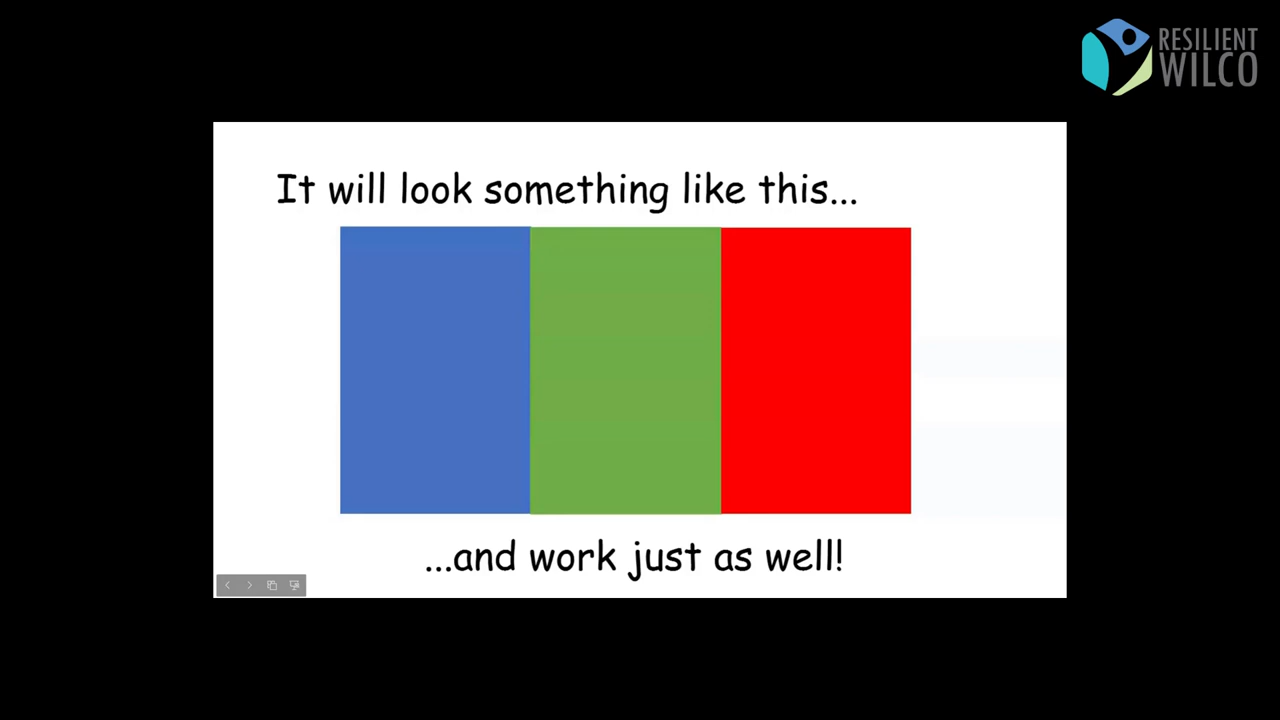 RESILIENT
WILCO
It will look something like this...
...and work just as well!